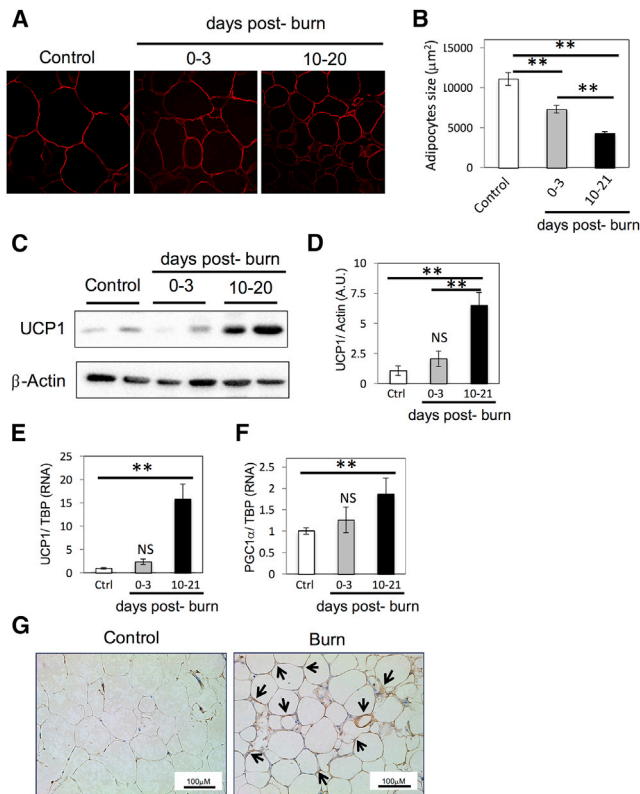 A
days post- burn
Control
0-3
10-20
B
Adipocytes size (μm²)
15000
10000
5000
0
**
**
**
Control
0-3
10-21
days post- burn
C
days post- burn
Control
0-3
10-20
UCP1
β-Actin
D
UCP1/ Actin (A.U.)
10
7.5
5
2.5
0
**
**
NS
Ctrl
0-3
10-21
days post- burn
E
UCP1/ TBP (RNA)
25
20
15
10
5
0
**
NS
Ctrl
0-3
10-21
days post- burn
F
PGC1α/ TBP (RNA)
2.5
2
1.5
1
0.5
0
**
NS
Ctrl
0-3
10-21
days post- burn
G
Control
Burn
100μM
100μM